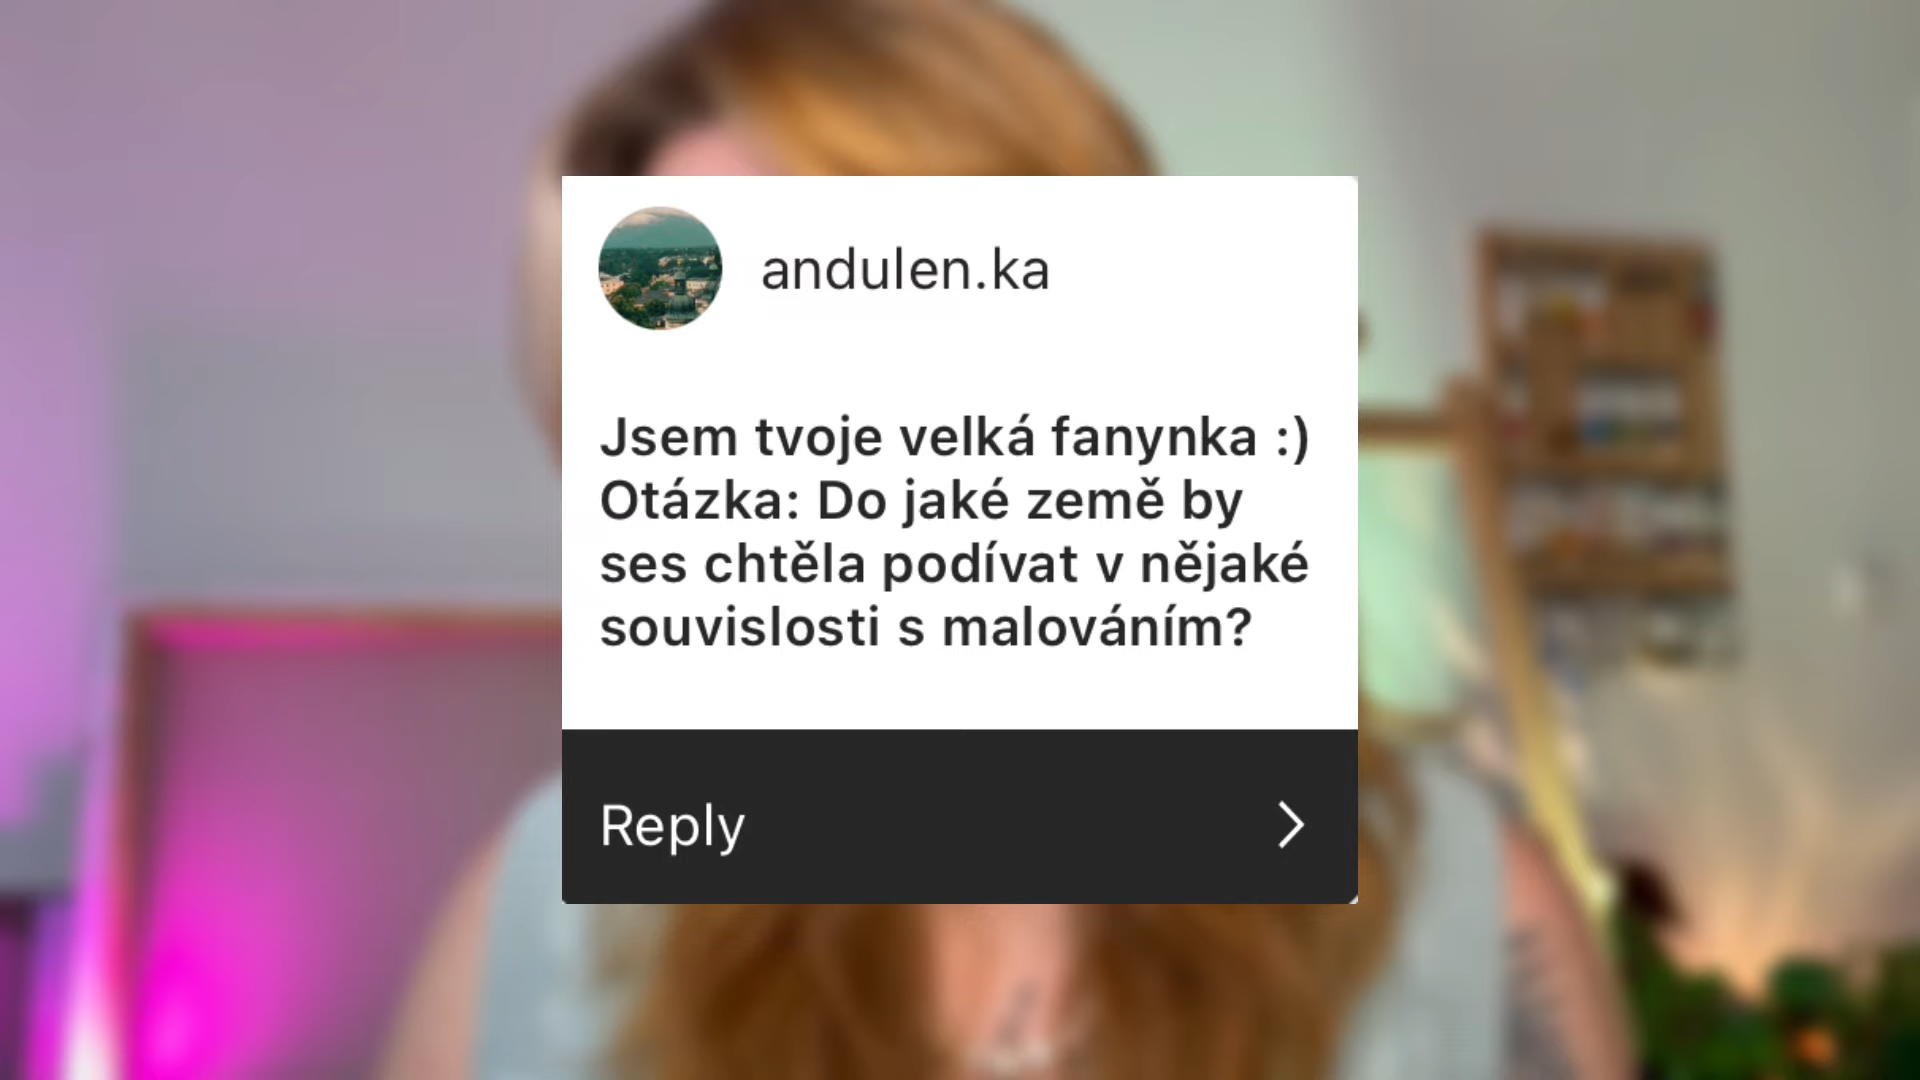 andulen.ka
Jsem tvoje velká fanynka :)
Otázka: Do jaké země by
ses chtěla podívat v nějaké
souvislosti s malováním?
Reply